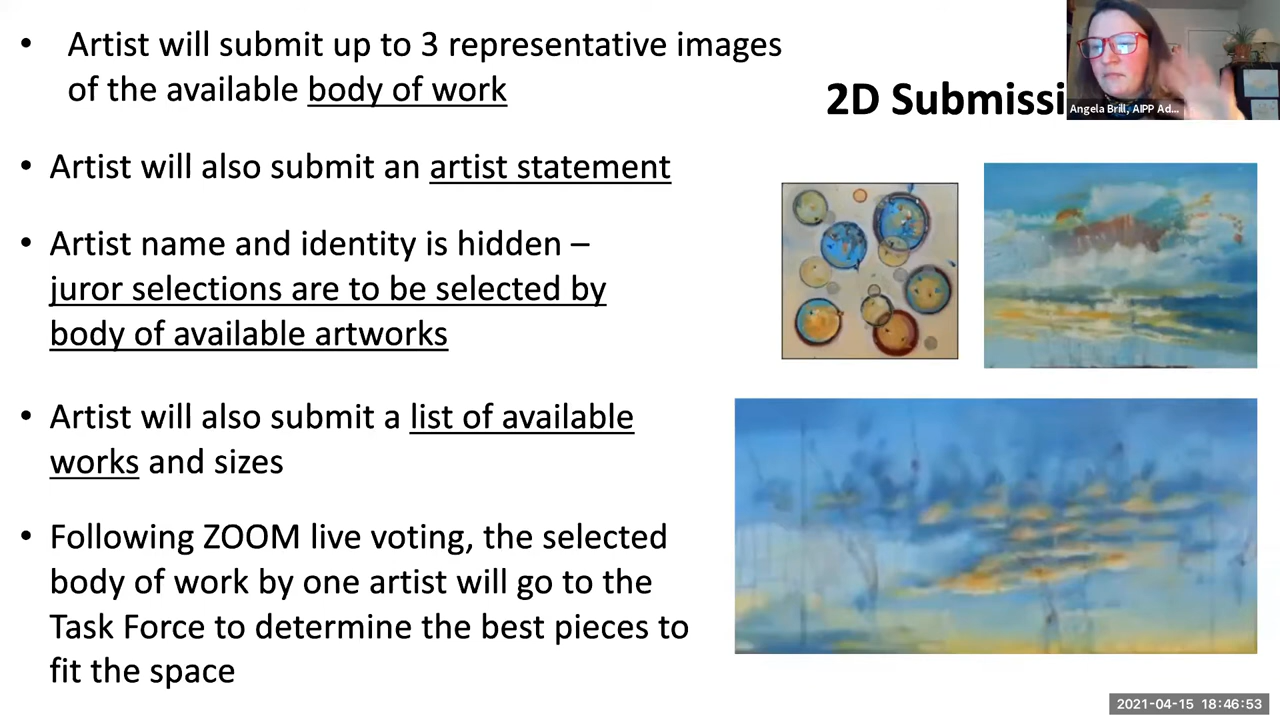 • Artist will submit up to 3 representative images
of the available body of work
2D Submissi
Angela Brill, AIPP Ad...
• Artist will also submit an artist statement
• Artist name and identity is hidden –
juror selections are to be selected by
body of available artworks
• Artist will also submit a list of available
works and sizes
• Following ZOOM live voting, the selected
body of work by one artist will go to the
Task Force to determine the best pieces to
fit the space
2021-04-15 18:46:53